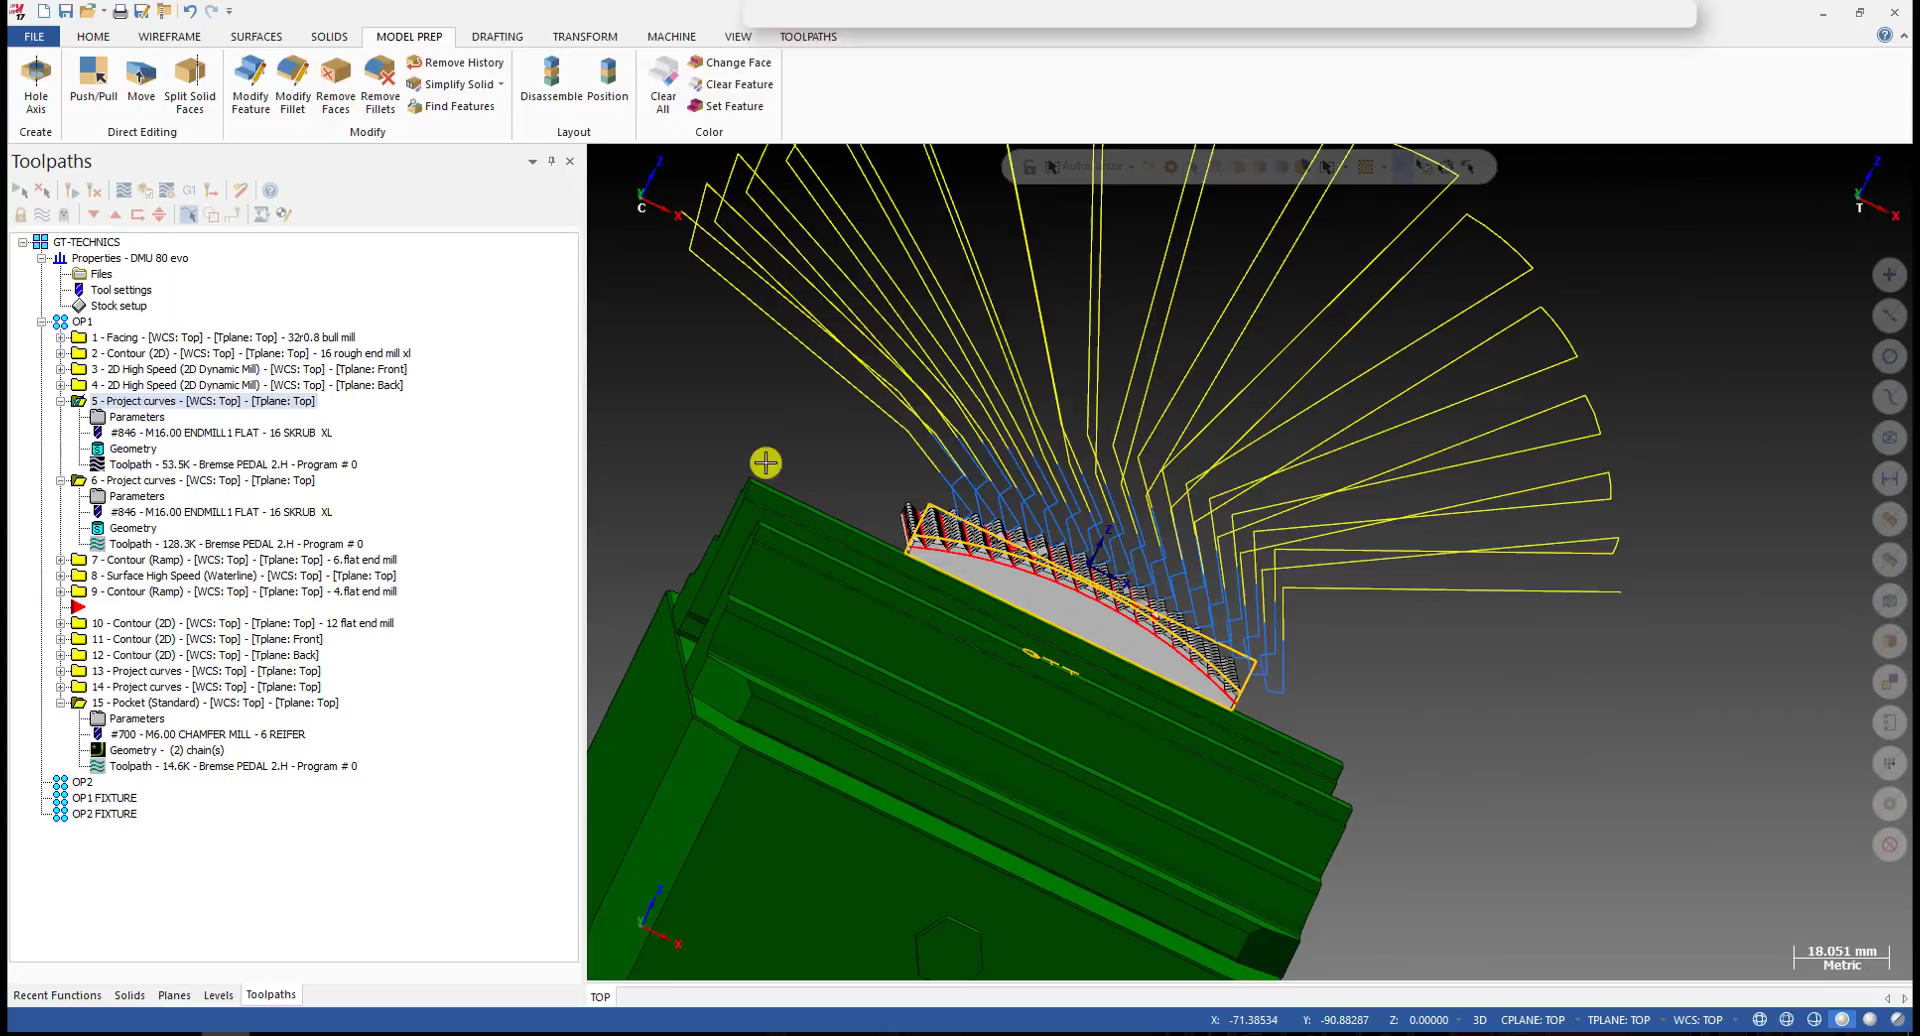 17
FILE HOME WIREFRAME SURFACES SOLIDS MODEL PREP DRAFTING TRANSFORM MACHINE VIEW TOOLPATHS
Hole Axis
Push/Pull
Move
Split Solid Faces
Modify Feature
Modify Fillet
Remove Faces
Remove Fillets
Remove History
Simplify Solid
Find Features
Disassemble
Position
Clear All
Change Face
Clear Feature
Set Feature
Create Direct Editing Modify Layout Color
Toolpaths
G1
GT-TECHNICS
Properties - DMU 80 evo
Files
Tool settings
Stock setup
OP1
1 - Facing - [WCS: Top] - [Tplane: Top] - 32r0.8 bull mill
2 - Contour (2D) - [WCS: Top] - [Tplane: Top] - 16 rough end mill xl
3 - 2D High Speed (2D Dynamic Mill) - [WCS: Top] - [Tplane: Front]
4 - 2D High Speed (2D Dynamic Mill) - [WCS: Top] - [Tplane: Back]
5 - Project curves - [WCS: Top] - [Tplane: Top]
Parameters
#846 - M16.00 ENDMILL1 FLAT - 16 SKRUB XL
Geometry
Toolpath - 53.5K - Bremse PEDAL 2.H - Program # 0
6 - Project curves - [WCS: Top] - [Tplane: Top]
Parameters
#846 - M16.00 ENDMILL1 FLAT - 16 SKRUB XL
Geometry
Toolpath - 128.3K - Bremse PEDAL 2.H - Program # 0
7 - Contour (Ramp) - [WCS: Top] - [Tplane: Top] - 6.flat end mill
8 - Surface High Speed (Waterline) - [WCS: Top] - [Tplane: Top]
9 - Contour (Ramp) - [WCS: Top] - [Tplane: Top] - 4.flat end mill
10 - Contour (2D) - [WCS: Top] - [Tplane: Top] - 12 flat end mill
11 - Contour (2D) - [WCS: Top] - [Tplane: Front]
12 - Contour (2D) - [WCS: Top] - [Tplane: Back]
13 - Project curves - [WCS: Top] - [Tplane: Top]
14 - Project curves - [WCS: Top] - [Tplane: Top]
15 - Pocket (Standard) - [WCS: Top] - [Tplane: Top]
Parameters
#700 - M6.00 CHAMFER MILL - 6 REIFER
Geometry - (2) chain(s)
Toolpath - 14.6K - Bremse PEDAL 2.H - Program # 0
OP2
OP1 FIXTURE
OP2 FIXTURE
Recent Functions Solids Planes Levels Toolpaths
Z
Y
C
X
Z
Y
T
X
Z
GTT
Z
Y
X
18.051 mm
Metric
TOP
X: -71.38534 Y: -90.88287 Z: 0.00000 3D CPLANE: TOP TPLANE: TOP WCS: TOP